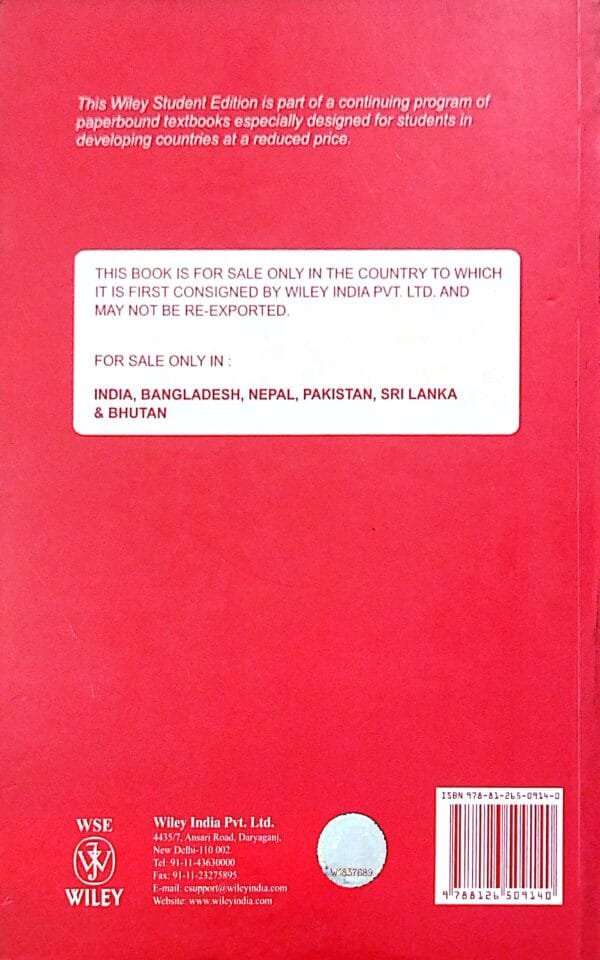 This Wiley Student Edition is part of a continuing program of
paperbound textbooks especially designed for students in
developing countries at a reduced price.
THIS BOOK IS FOR SALE ONLY IN THE COUNTRY TO WHICH
IT IS FIRST CONSIGNED BY WILEY INDIA PVT. LTD. AND
MAY NOT BE RE-EXPORTED.
FOR SALE ONLY IN :
INDIA, BANGLADESH, NEPAL, PAKISTAN, SRI LANKA
& BHUTAN
WSE
WILEY
Wiley India Pvt. Ltd.
4435/7, Ansari Road, Daryaganj,
New Delhi-110 002.
Tel: 91-11-43630000
Fax: 91-11-23275895
E-mail: csupport@wileyindia.com
Website: www.wileyindia.com
ISBN 978-81-265-0914-0
9 788126 509140